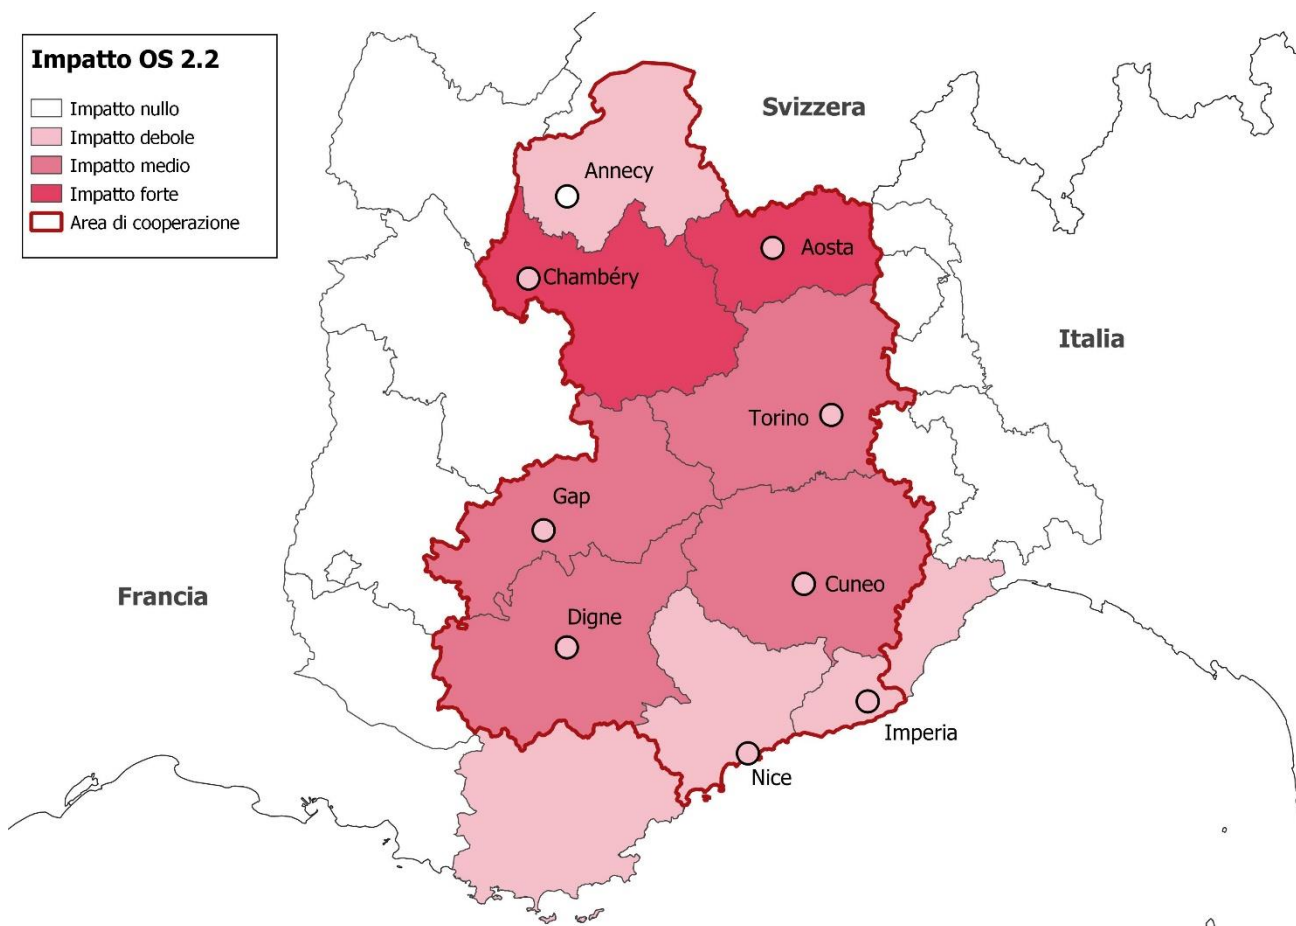 Impatto OS 2.2
Impatto nullo
Impatto debole
Impatto medio
Impatto forte
Area di cooperazione
Svizzera
Annecy
Aosta
Chambéry
Italia
Torino
Gap
Cuneo
Francia
Digne
Imperia
Nice